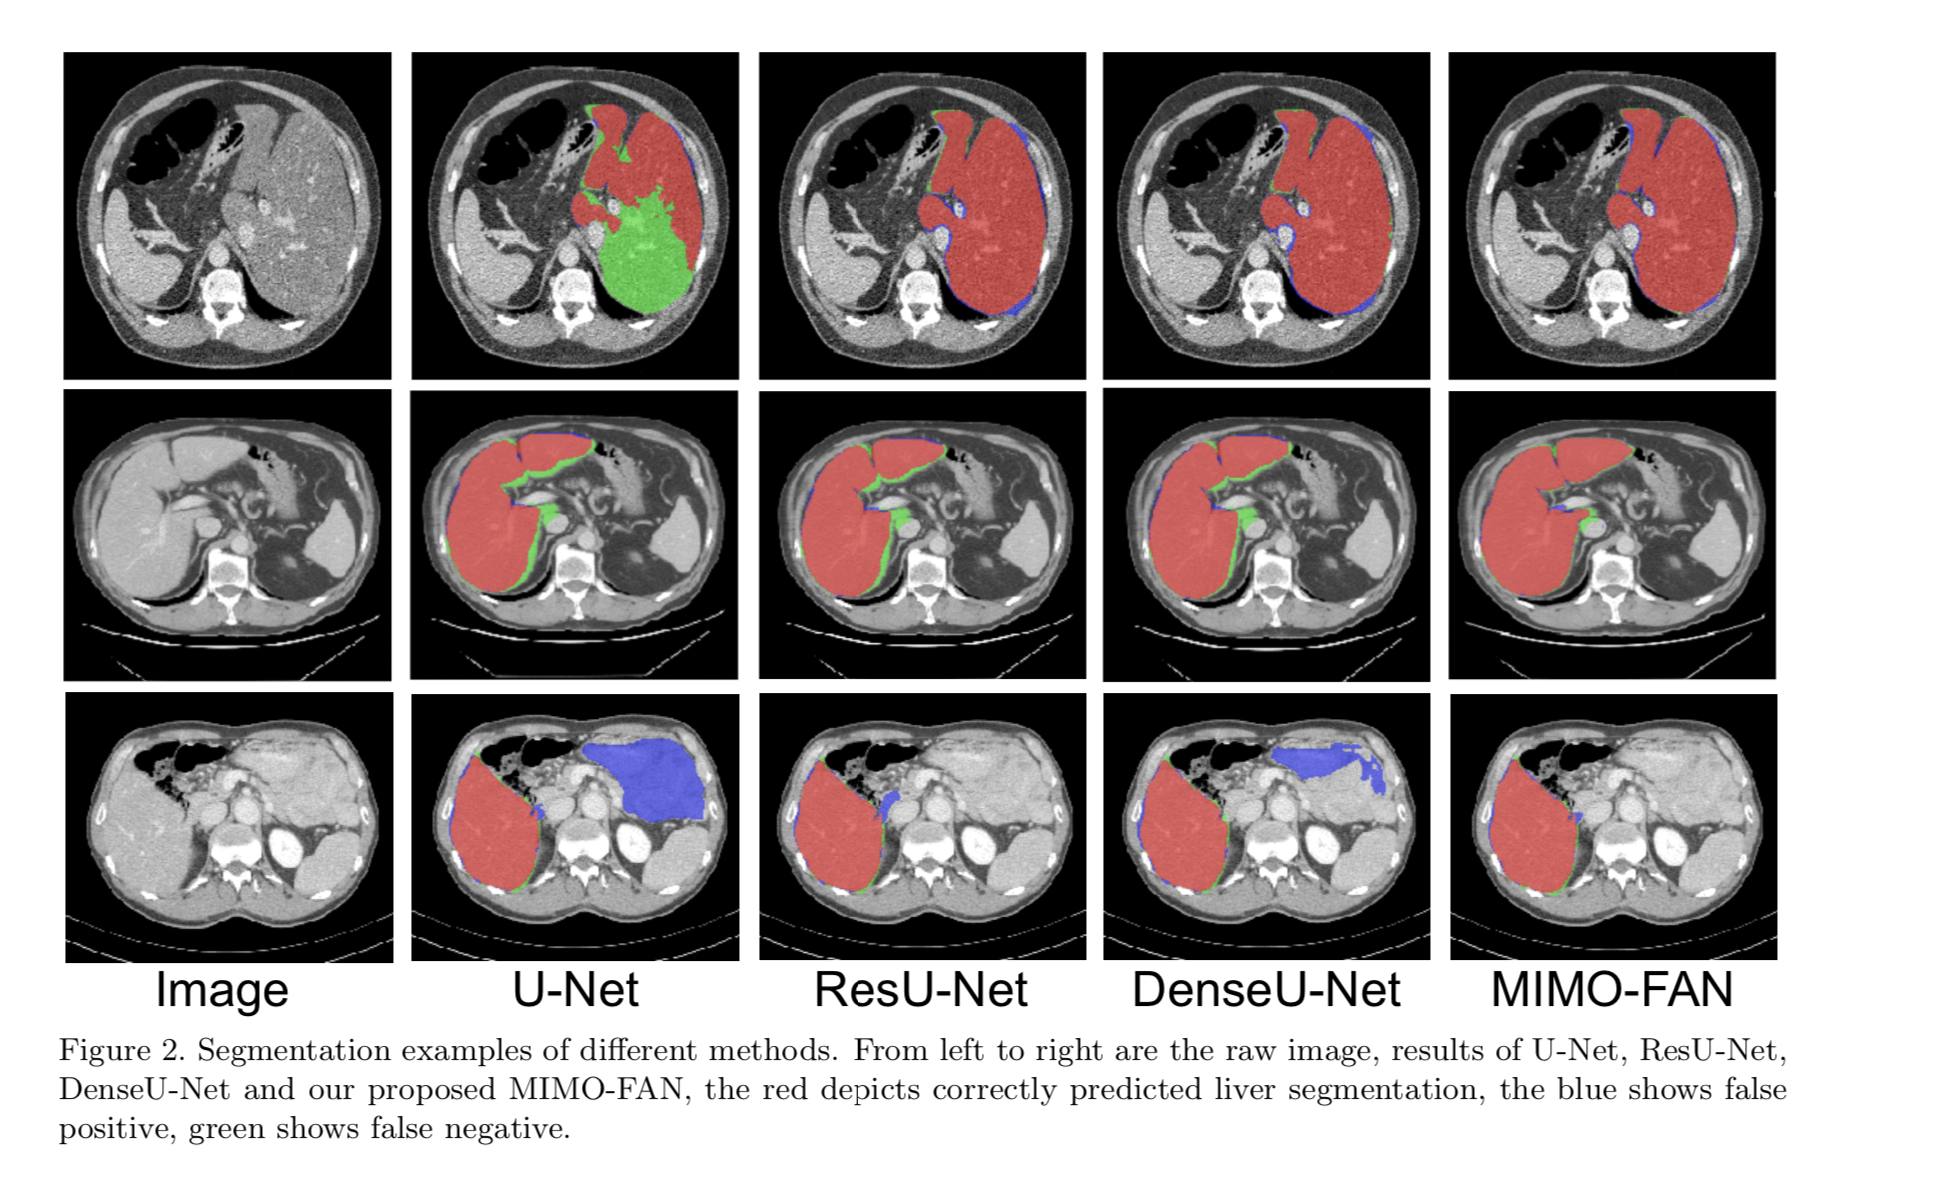 Image U-Net ResU-Net DenseU-Net MIMO-FAN
Figure 2. Segmentation examples of different methods. From left to right are the raw image, results of U-Net, ResU-Net,
DenseU-Net and our proposed MIMO-FAN, the red depicts correctly predicted liver segmentation, the blue shows false
positive, green shows false negative.